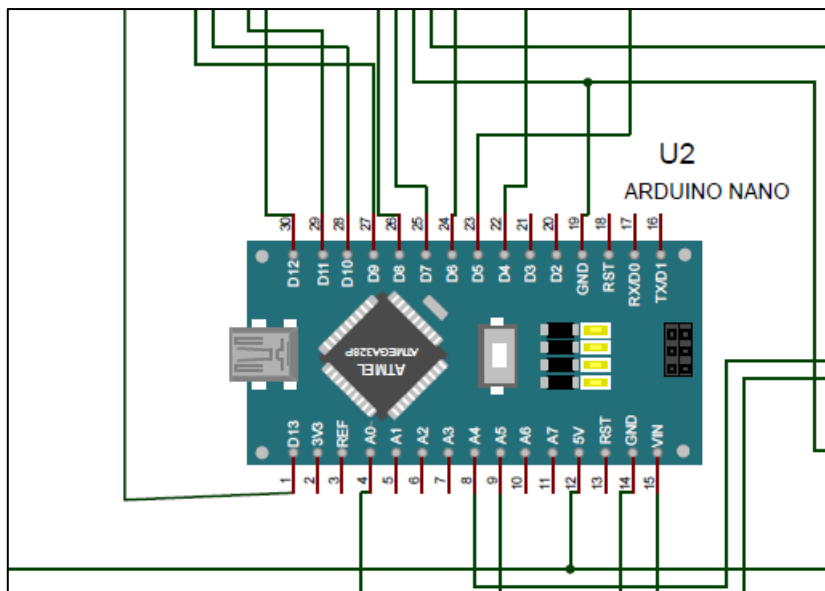 U2
ARDUINO NANO
30 29 28 27 26 25 24 23 22 21 20 19 18 17 16
D12 D11 D10 D9 D8 D7 D6 D5 D4 D3 D2 GND RST RX/D0 TX/D1
ATMEL
ATMEGA328P
D13 3V3 REF A0 A1 A2 A3 A4 A5 A6 A7 5V RST GND VIN
1 2 3 4 5 6 7 8 9 10 11 12 13 14 15